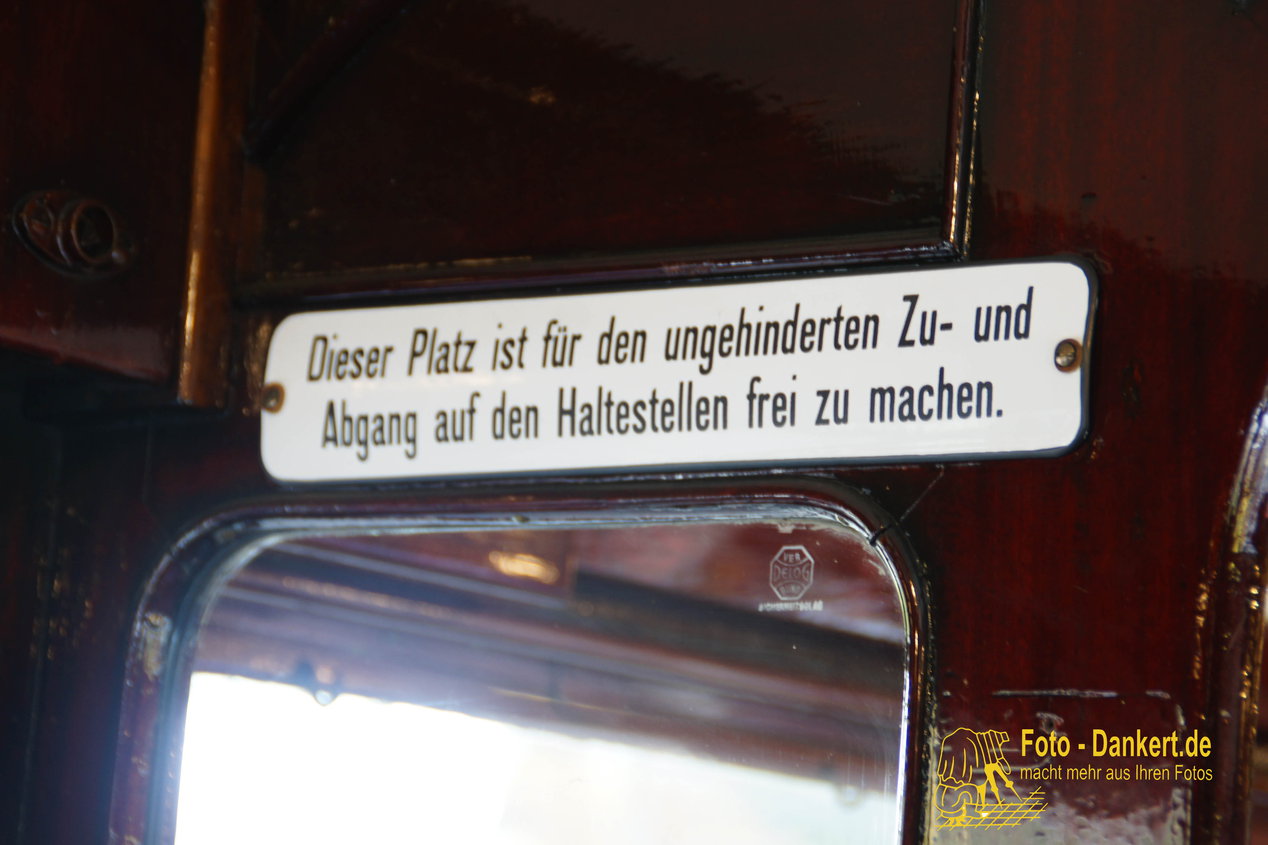 Dieser Platz ist für den ungehinderten Zu- und
Abgang auf den Haltestellen frei zu machen.
DELOG
Foto - Dankert.de
macht mehr aus Ihren Fotos